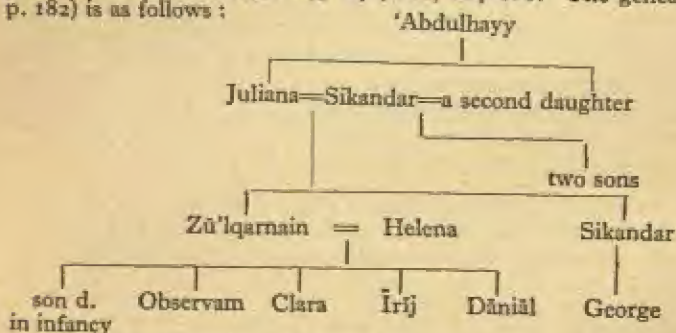 p. 182) is as follows :
'Abdulhayy
Juliana=Sikandar=a second daughter
two sons
Zū'lqarnain = Helena Sikandar
son d. Observam Clara Īrīj Dāniāl George
in infancy